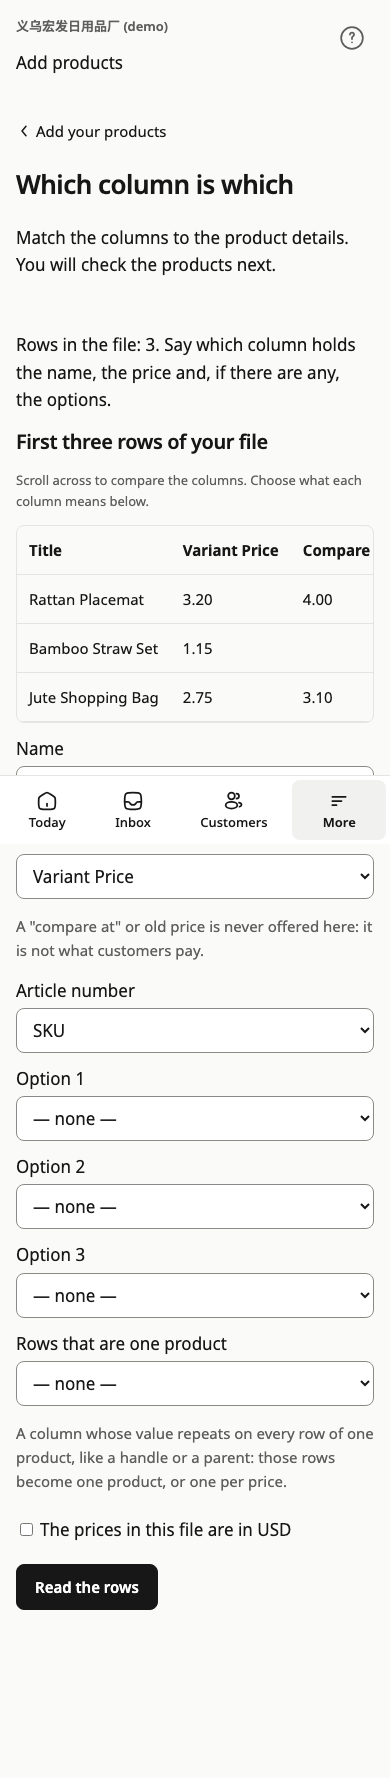 义乌宏发日用品厂 (demo)
Add products
Add your products
Which column is which
Match the columns to the product details.
You will check the products next.
Rows in the file: 3. Say which column holds
the name, the price and, if there are any,
the options.
First three rows of your file
Scroll across to compare the columns. Choose what each
column means below.
Title Variant Price Compare
Rattan Placemat 3.20 4.00
Bamboo Straw Set 1.15
Jute Shopping Bag 2.75 3.10
Name
Today Inbox Customers More
Variant Price
A "compare at" or old price is never offered here: it
is not what customers pay.
Article number
SKU
Option 1
— none —
Option 2
— none —
Option 3
— none —
Rows that are one product
— none —
A column whose value repeats on every row of one
product, like a handle or a parent: those rows
become one product, or one per price.
The prices in this file are in USD
Read the rows